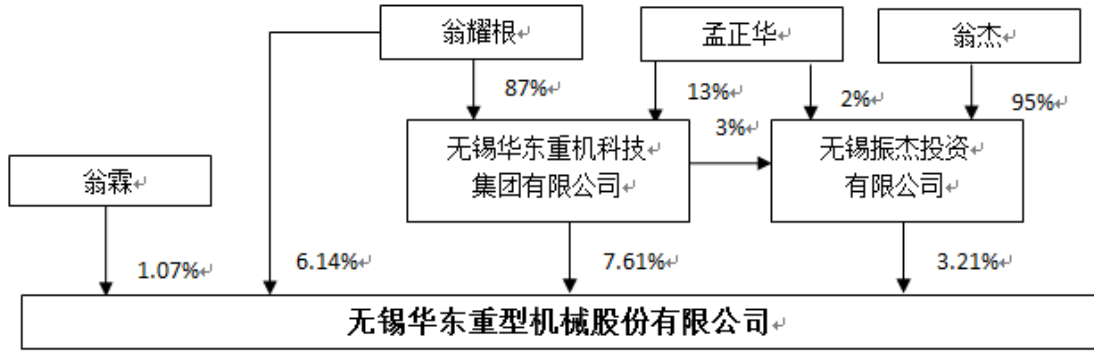 翁耀根
孟正华
翁杰
87%
13%
2%
95%
3%
无锡华东重机科技
集团有限公司
无锡振杰投资
有限公司
翁霖
1.07%
6.14%
7.61%
3.21%
无锡华东重型机械股份有限公司